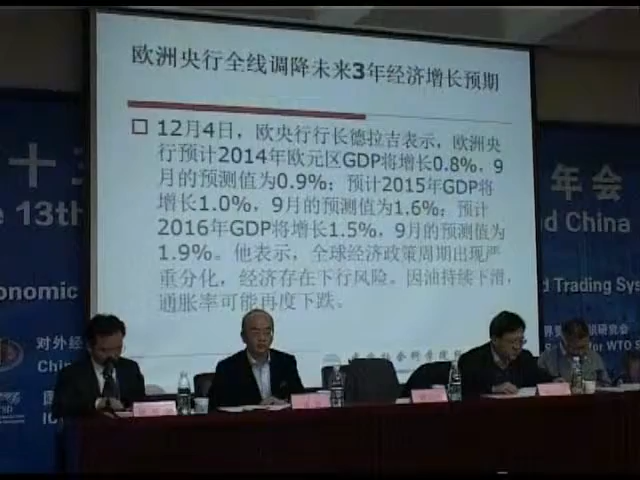 欧洲央行全线调降未来3年经济增长预期
□ 12月4日，欧央行行长德拉吉表示，欧洲央
行预计2014年欧元区GDP将增长0.8%，9
月的预测值为0.9%；预计2015年GDP将
增长1.0%，9月的预测值为1.6%；预计
2016年GDP将增长1.5%，9月的预测值为
1.9%。他表示，全球经济政策周期出现严
重分化，经济存在下行风险。因油持续下滑，
通胀率可能再度下跌。
十三
年会
e 13th
d China
onomic
d Trading Sys
对外经
Chin
研究会
for WTO S